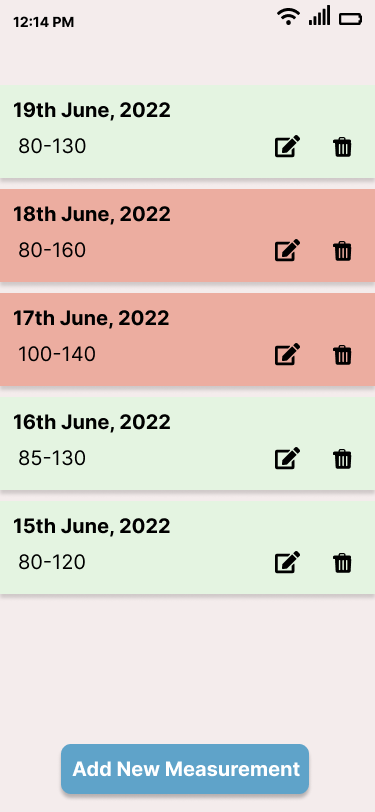 12:14 PM
19th June, 2022
80-130
18th June, 2022
80-160
17th June, 2022
100-140
16th June, 2022
85-130
15th June, 2022
80-120
Add New Measurement